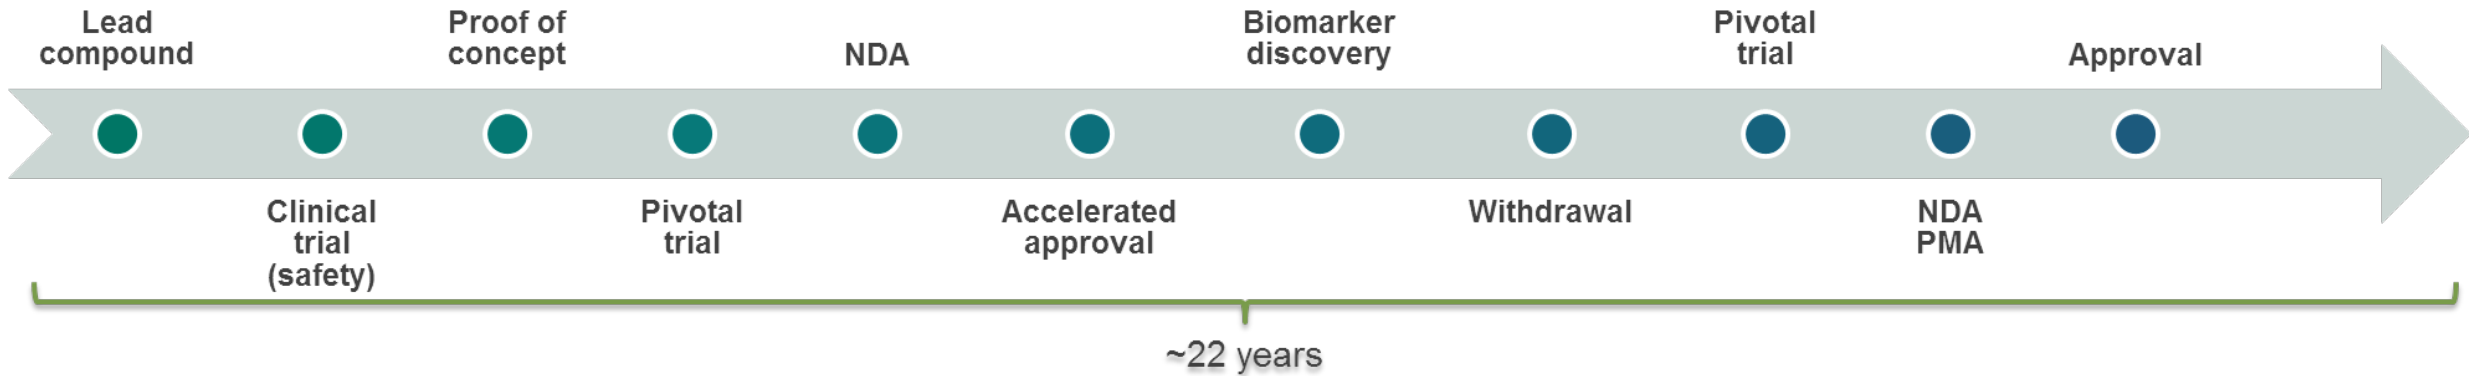 Lead
compound
Clinical
trial
(safety)
Proof of
concept
Pivotal
trial
NDA
Accelerated
approval
Biomarker
discovery
Withdrawal
Pivotal
trial
NDA
PMA
Approval
~22 years